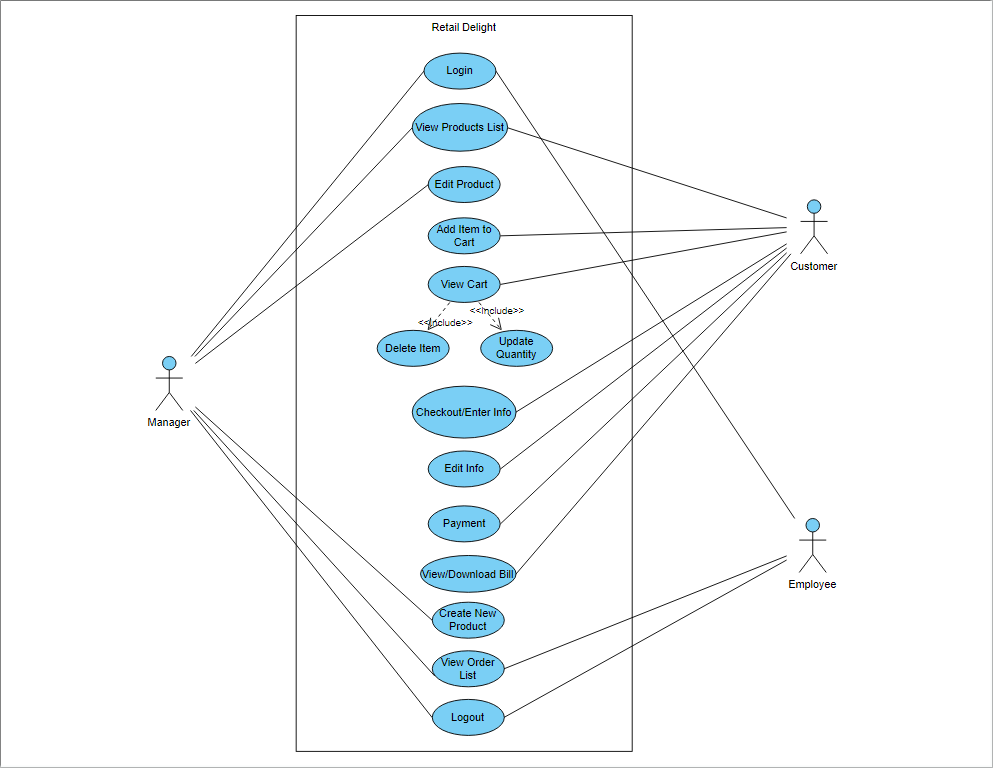 Retail Delight
Login
View Products List
Edit Product
Add Item to
Cart
View Cart
<<Include>>
<<Include>>
Delete Item
Update
Quantity
Checkout/Enter Info
Edit Info
Payment
View/Download Bill
Create New
Product
View Order
List
Logout
Manager
Customer
Employee